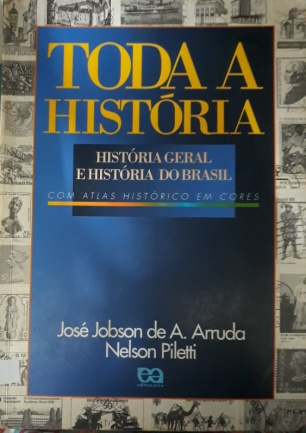 TODA A
HISTÓRIA
HISTÓRIA GERAL
E HISTÓRIA DO BRASIL
COM ATLAS HISTÓRICO EM CORES
José Jobson de A. Arruda
Nelson Piletti